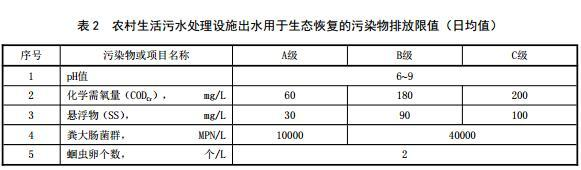 表 2 农村生活污水处理设施出水用于生态恢复的污染物排放限值（日均值）
序号 污染物或项目名称 A级 B级 C级
1 pH值 6~9
2 化学需氧量（CODCr）， mg/L 60 180 200
3 悬浮物（SS）， mg/L 30 90 100
4 粪大肠菌群， MPN/L 10000 40000
5 蛔虫卵个数， 个/L 2